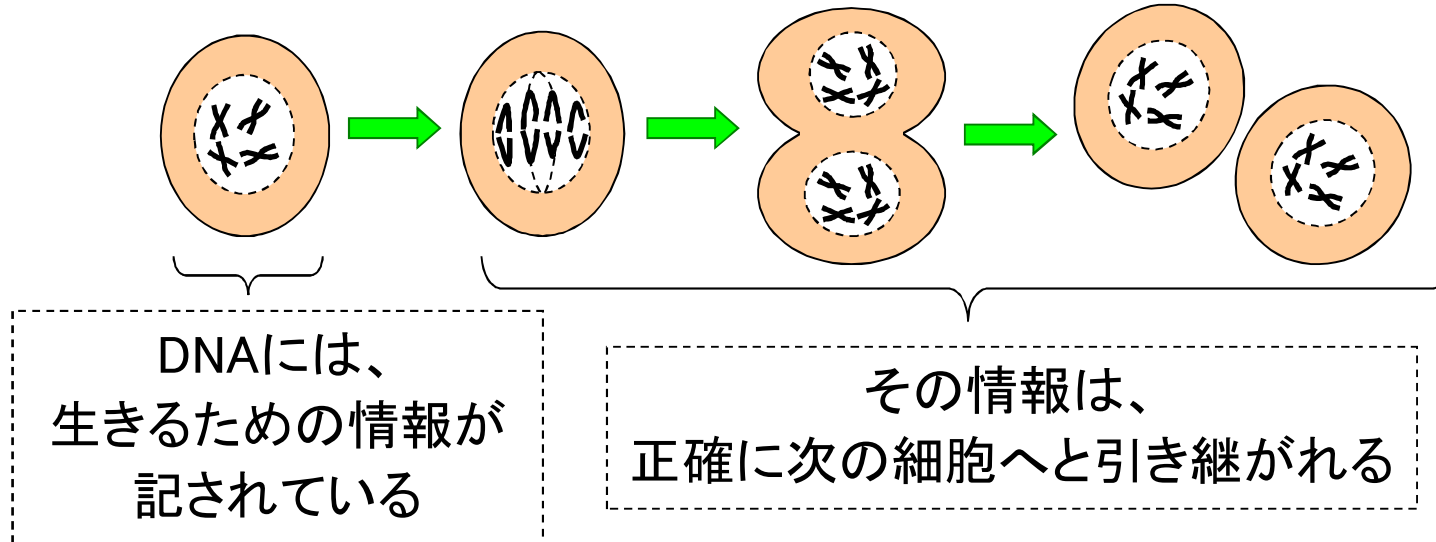 DNAには、
生きるための情報が
記されている
その情報は、
正確に次の細胞へと引き継がれる